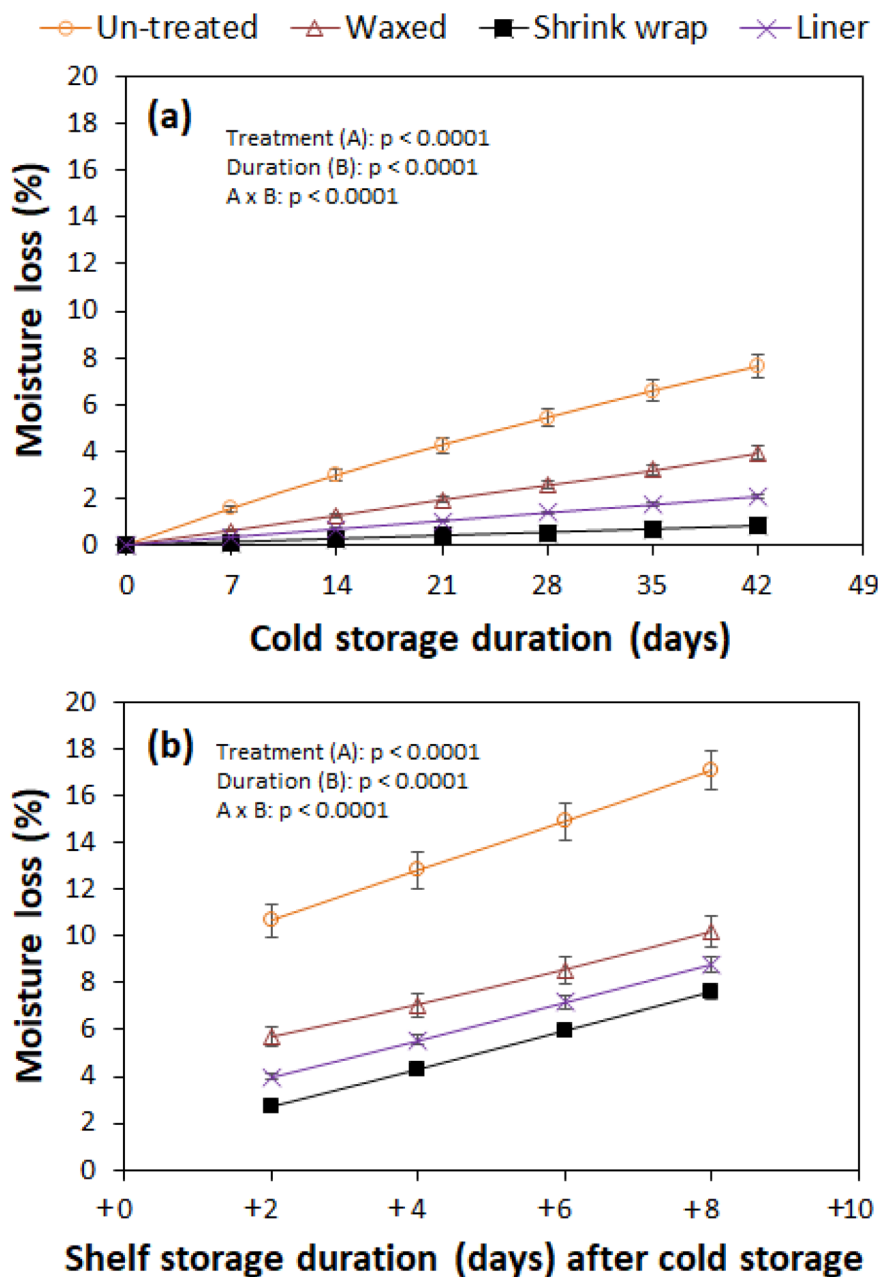 Un-treated Waxed Shrink wrap Liner
20
(a)
18
Treatment (A): p < 0.0001
16
Duration (B): p < 0.0001
A x B: p < 0.0001
14
12
10
8
6
4
2
0
Moisture loss (%)
0 7 14 21 28 35 42 49
Cold storage duration (days)
20
(b)
18
Treatment (A): p < 0.0001
Duration (B): p < 0.0001
16
A x B: p < 0.0001
14
12
10
8
6
4
2
0
Moisture loss (%)
+0 +2 +4 +6 +8 +10
Shelf storage duration (days) after cold storage